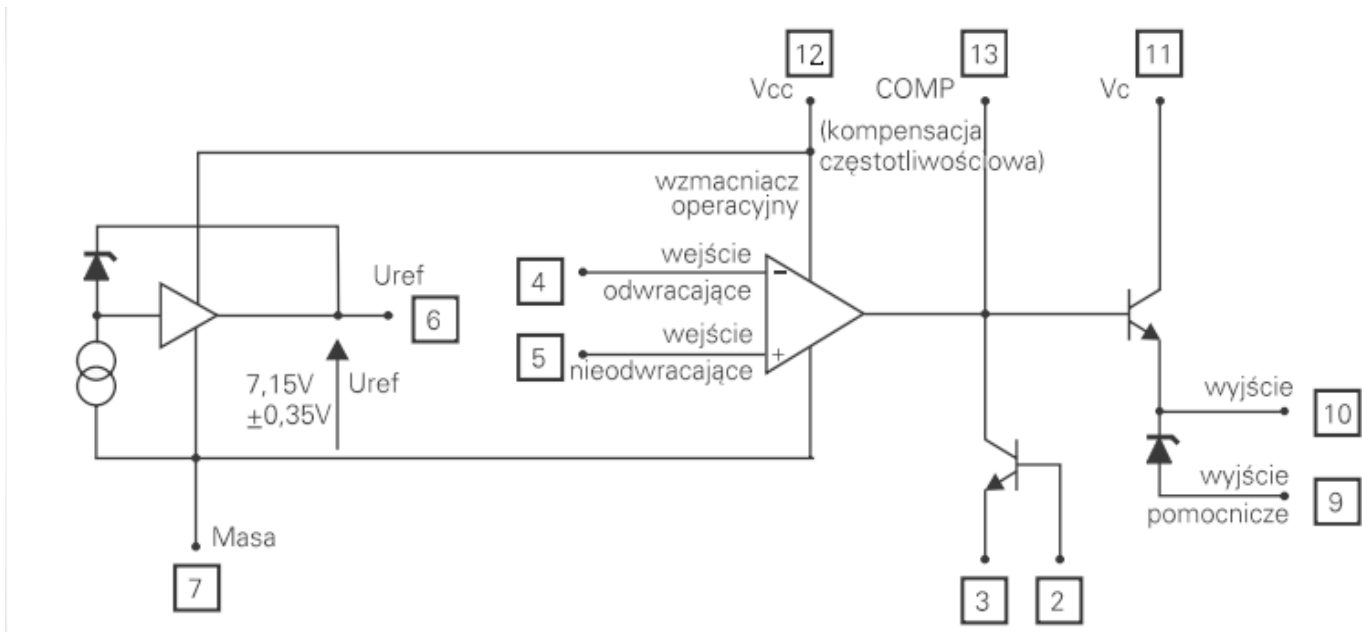 12
13
11
Vcc
COMP
Vc
(kompensacja
częstotliwościowa)
wzmacniacz
operacyjny
4
wejście
odwracające
-
Uref
6
5
wejście
nieodwracające
+
7,15V
±0,35V
Uref
wyjście
10
wyjście
pomocnicze
9
Masa
7
3
2